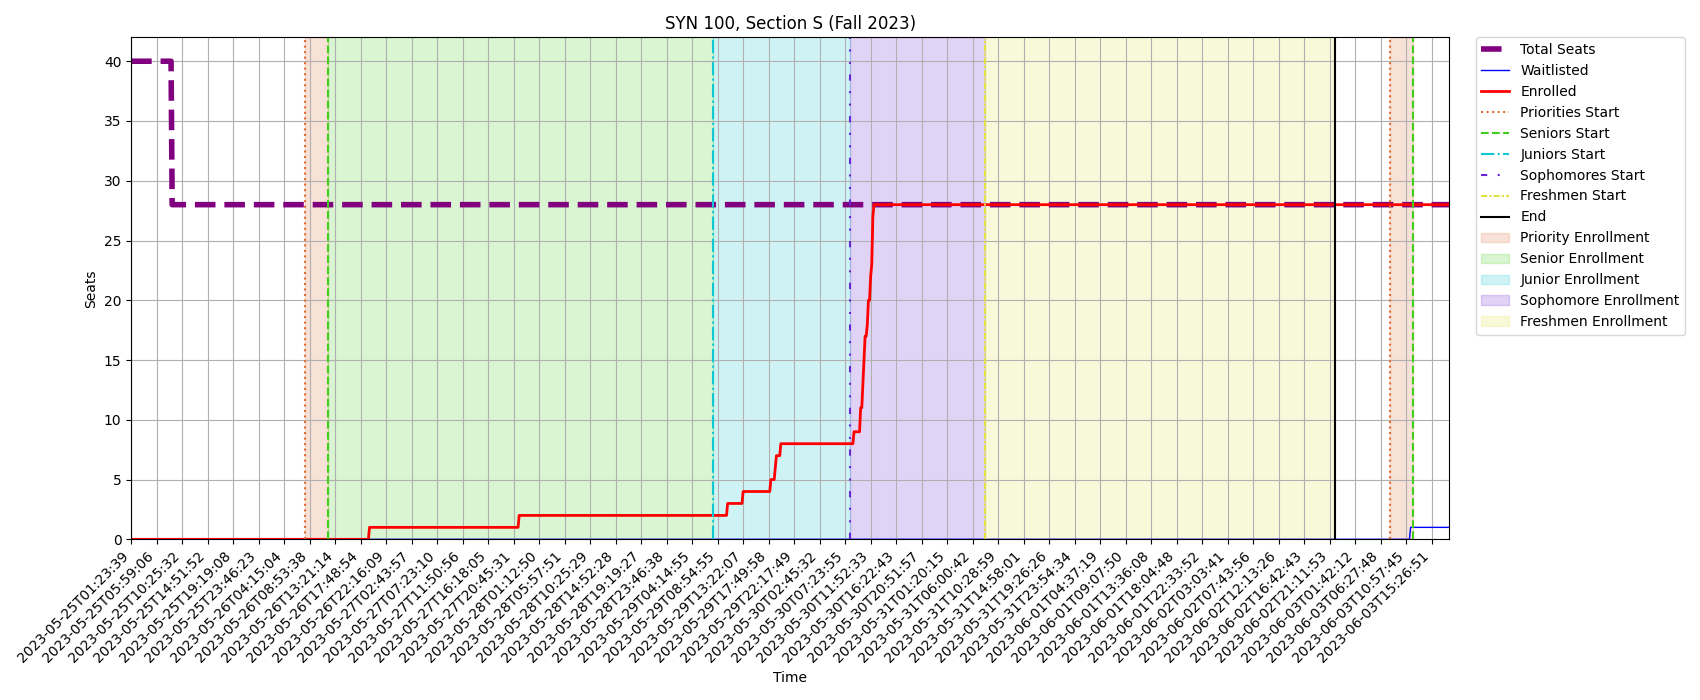 SYN 100, Section S (Fall 2023)
Seats
40
35
30
25
20
15
10
5
0
2023-05-25T01:23:39
2023-05-25T05:59:06
2023-05-25T10:25:32
2023-05-25T14:51:52
2023-05-25T19:19:08
2023-05-25T23:46:23
2023-05-26T04:15:04
2023-05-26T08:53:38
2023-05-26T13:21:14
2023-05-26T17:48:54
2023-05-26T22:16:09
2023-05-27T02:43:57
2023-05-27T07:23:10
2023-05-27T11:50:56
2023-05-27T16:18:05
2023-05-27T20:45:31
2023-05-28T01:12:50
2023-05-28T05:57:51
2023-05-28T10:25:29
2023-05-28T14:52:28
2023-05-28T19:19:27
2023-05-28T23:46:38
2023-05-29T04:14:55
2023-05-29T08:54:55
2023-05-29T13:22:07
2023-05-29T17:49:58
2023-05-29T22:17:49
2023-05-30T02:45:32
2023-05-30T07:23:55
2023-05-30T11:52:33
2023-05-30T16:22:43
2023-05-30T20:51:57
2023-05-31T01:20:15
2023-05-31T06:00:42
2023-05-31T10:28:59
2023-05-31T14:58:01
2023-05-31T19:26:26
2023-05-31T23:54:34
2023-06-01T04:37:19
2023-06-01T09:07:50
2023-06-01T13:36:08
2023-06-01T18:04:48
2023-06-01T22:33:52
2023-06-02T03:03:41
2023-06-02T07:43:56
2023-06-02T12:13:26
2023-06-02T16:42:43
2023-06-02T21:11:53
2023-06-03T01:42:12
2023-06-03T06:27:48
2023-06-03T10:57:45
2023-06-03T15:26:51
Time
Total Seats
Waitlisted
Enrolled
Priorities Start
Seniors Start
Juniors Start
Sophomores Start
Freshmen Start
End
Priority Enrollment
Senior Enrollment
Junior Enrollment
Sophomore Enrollment
Freshmen Enrollment